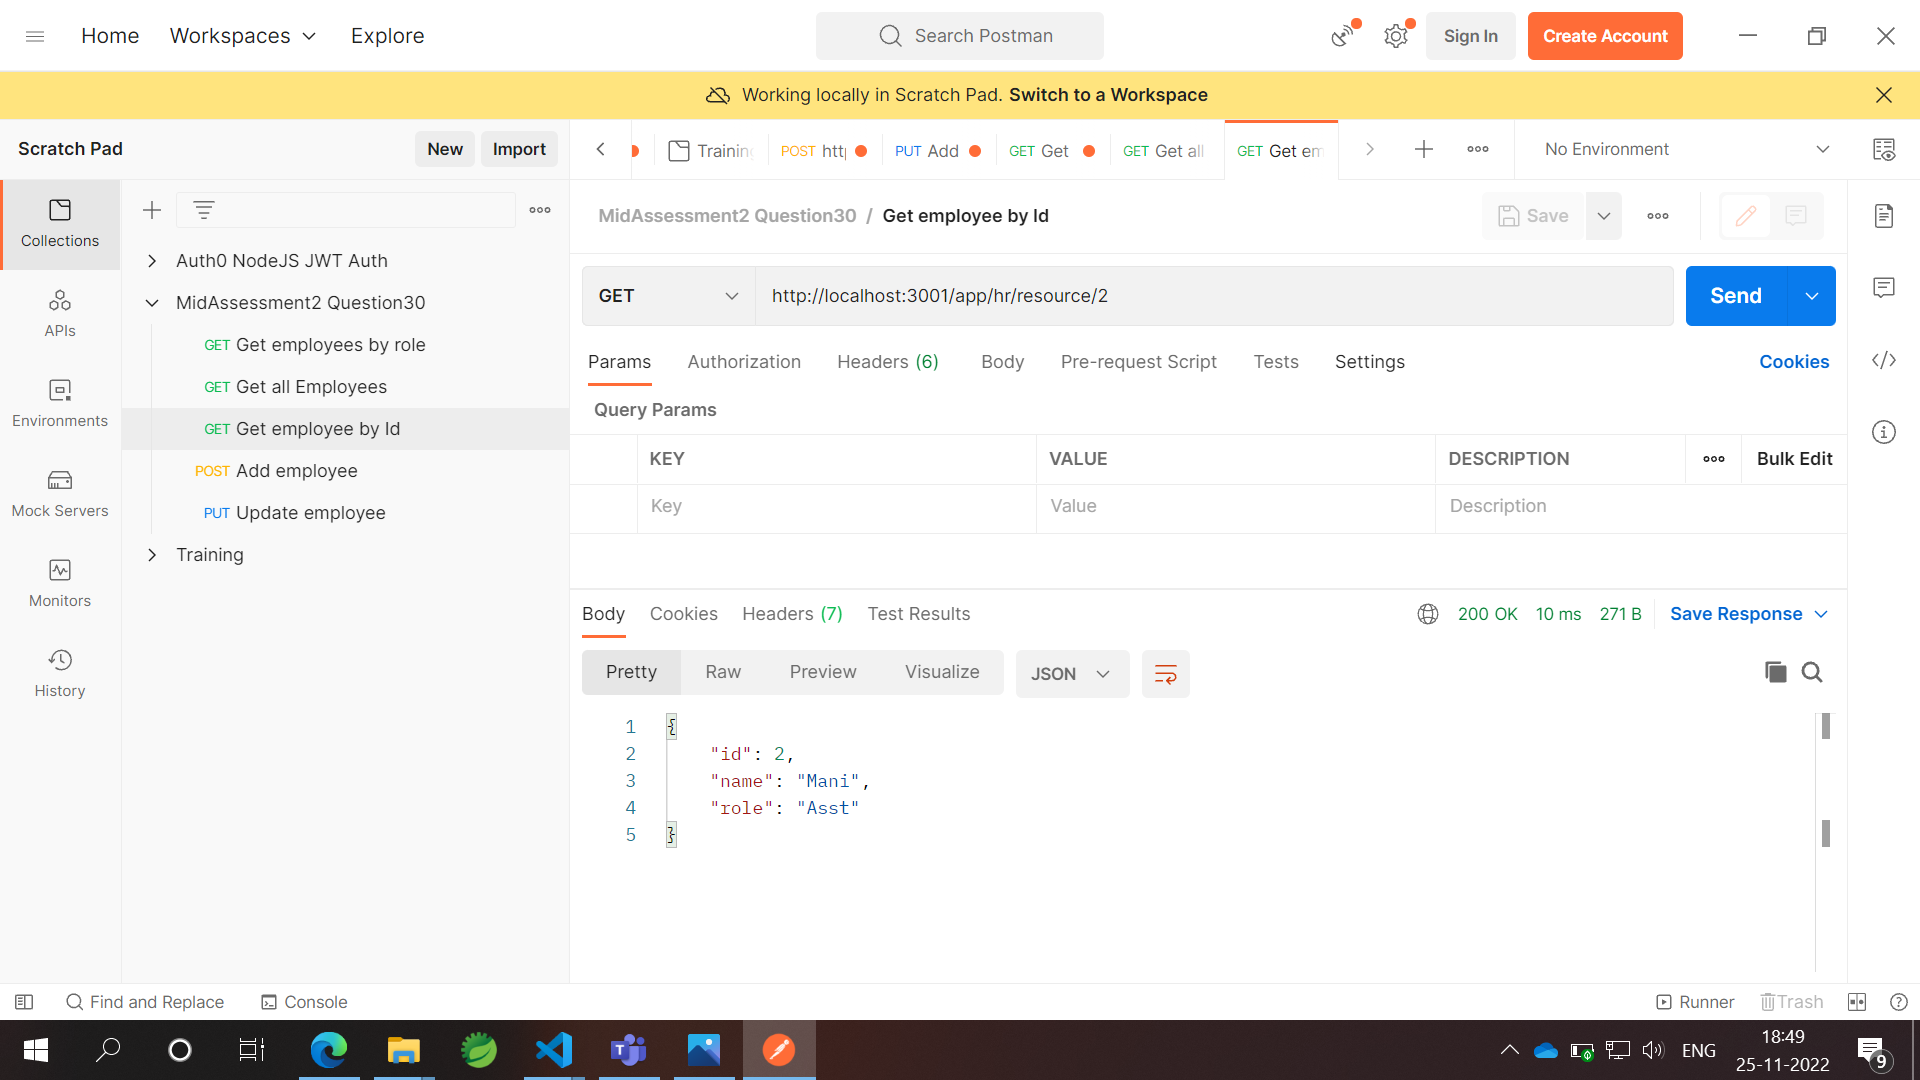 Home Workspaces Explore Search Postman Sign In Create Account
Working locally in Scratch Pad. Switch to a Workspace
Scratch Pad New Import
Training POST http PUT Add GET Get GET Get all GET Get em No Environment
Collections
APIs
Environments
Mock Servers
Monitors
History
Auth0 NodeJS JWT Auth
MidAssessment2 Question30
GET Get employees by role
GET Get all Employees
GET Get employee by Id
POST Add employee
PUT Update employee
Training
MidAssessment2 Question30 / Get employee by Id Save
GET http://localhost:3001/app/hr/resource/2 Send
Params Authorization Headers (6) Body Pre-request Script Tests Settings Cookies
Query Params
KEY VALUE DESCRIPTION Bulk Edit
Key Value Description
Body Cookies Headers (7) Test Results 200 OK 10 ms 271 B Save Response
Pretty Raw Preview Visualize JSON
1 {
2 "id": 2,
3 "name": "Mani",
4 "role": "Asst"
5 }
Find and Replace Console Runner Trash
ENG 18:49
25-11-2022 9